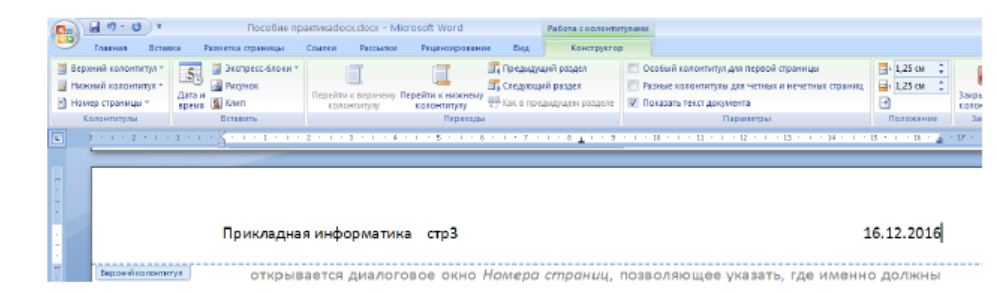 Пособие практикаdocx.docx - Microsoft Word
Работа с колонтитулами
Главная Вставка Разметка страницы Ссылки Рассылки Рецензирование Вид Конструктор
Верхний колонтитул
Нижний колонтитул
Номер страницы
Колонтитулы
Дата и время
Экспресс-блоки
Рисунок
Клип
Вставить
Перейти к верхнему колонтитулу
Перейти к нижнему колонтитулу
Предыдущий раздел
Следующий раздел
Как в предыдущем разделе
Переходы
Особый колонтитул для первой страницы
Разные колонтитулы для четных и нечетных страниц
Показать текст документа
Параметры
1,25 см
1,25 см
Положение
3 2 1 1 2 3 4 5 6 7 8 9 10 11 12 13 14 15 16 17
Прикладная информатика стр3 16.12.2016
Верхний колонтитул
открывается диалоговое окно Номера страниц, позволяющее указать, где именно должны